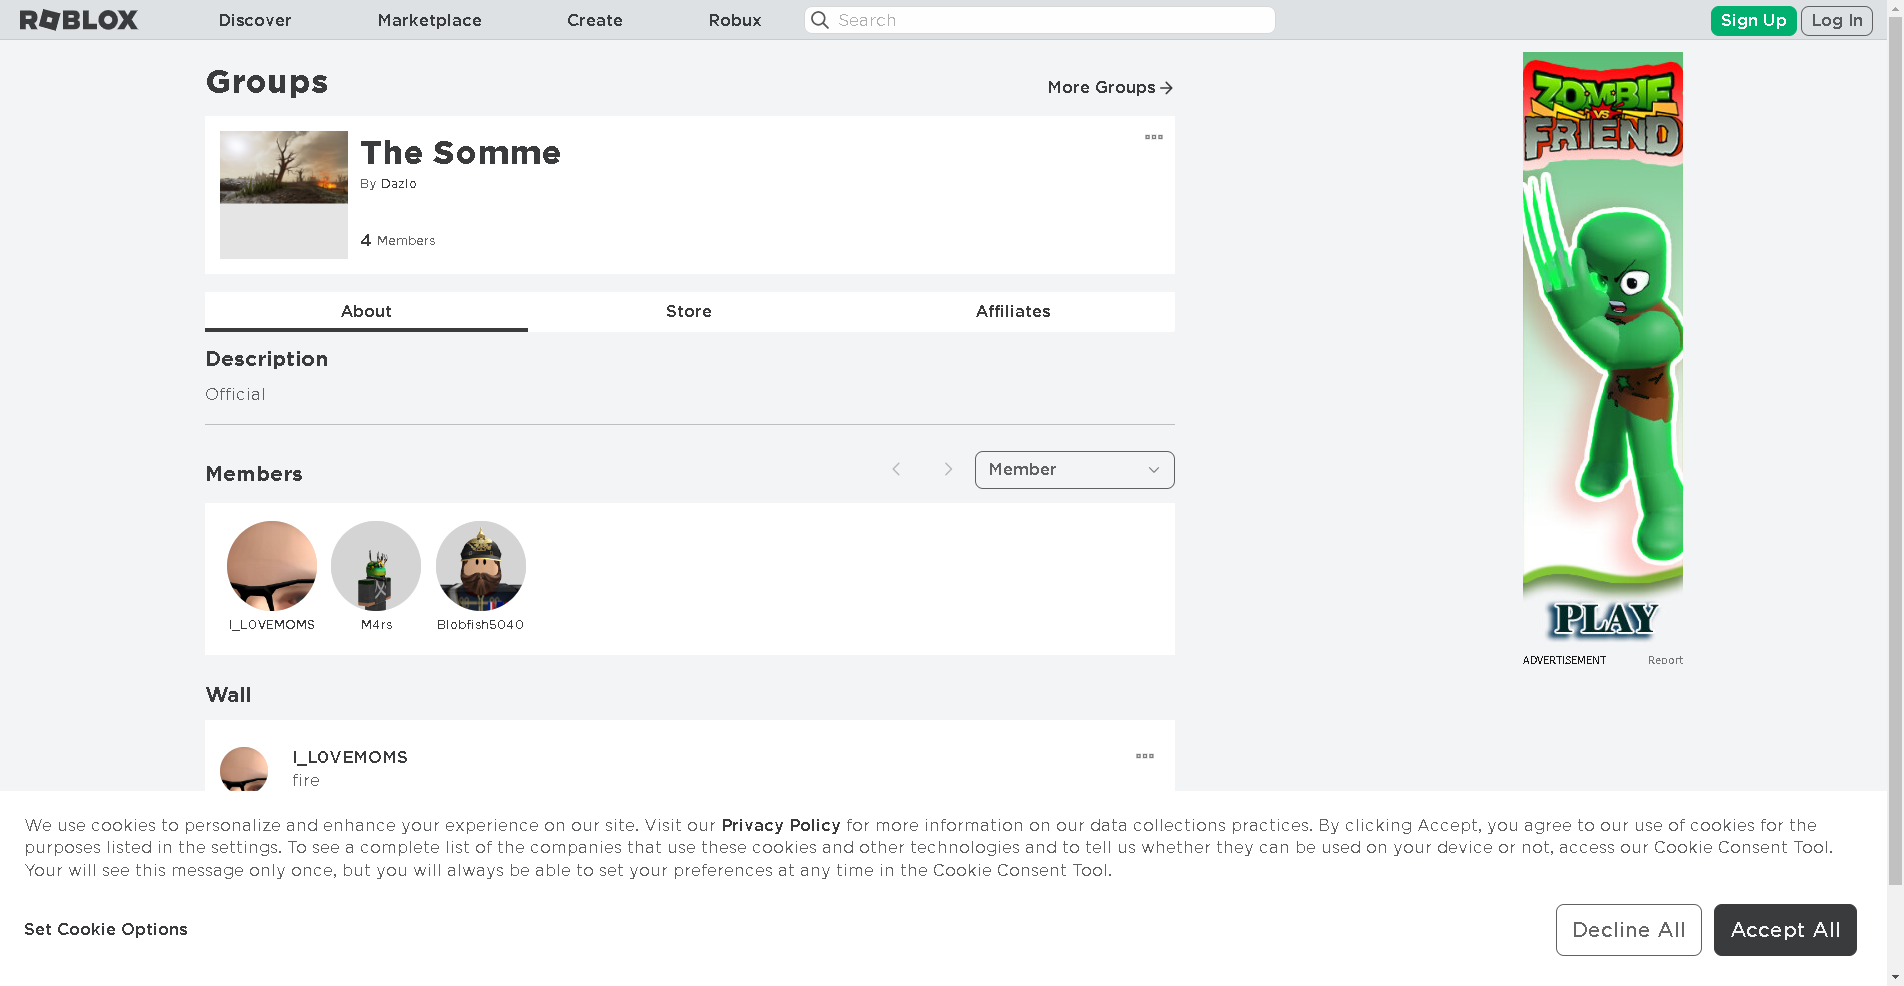 ROBLOX
Discover
Marketplace
Create
Robux
Search
Sign Up
Log In
Groups
More Groups
The Somme
By Dazlo
4 Members
About
Store
Affiliates
Description
Official
Members
Member
I_L0VEMOMS
M4rs
Blobfish5040
Wall
I_L0VEMOMS
fire
ZOMBIE
VS
FRIEND
PLAY
ADVERTISEMENT
Report
We use cookies to personalize and enhance your experience on our site. Visit our Privacy Policy for more information on our data collections practices. By clicking Accept, you agree to our use of cookies for the
purposes listed in the settings. To see a complete list of the companies that use these cookies and other technologies and to tell us whether they can be used on your device or not, access our Cookie Consent Tool.
Your will see this message only once, but you will always be able to set your preferences at any time in the Cookie Consent Tool.
Set Cookie Options
Decline All
Accept All